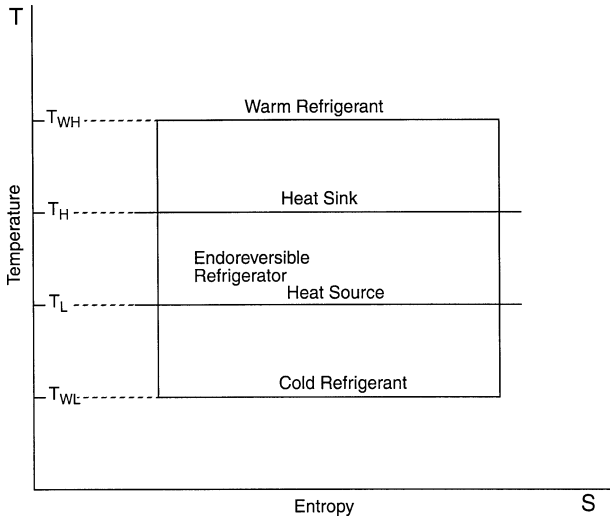 T
Warm Refrigerant
T_WH
Heat Sink
T_H
Endoreversible
Refrigerator
Heat Source
T_L
Cold Refrigerant
T_WL
Temperature
Entropy
S